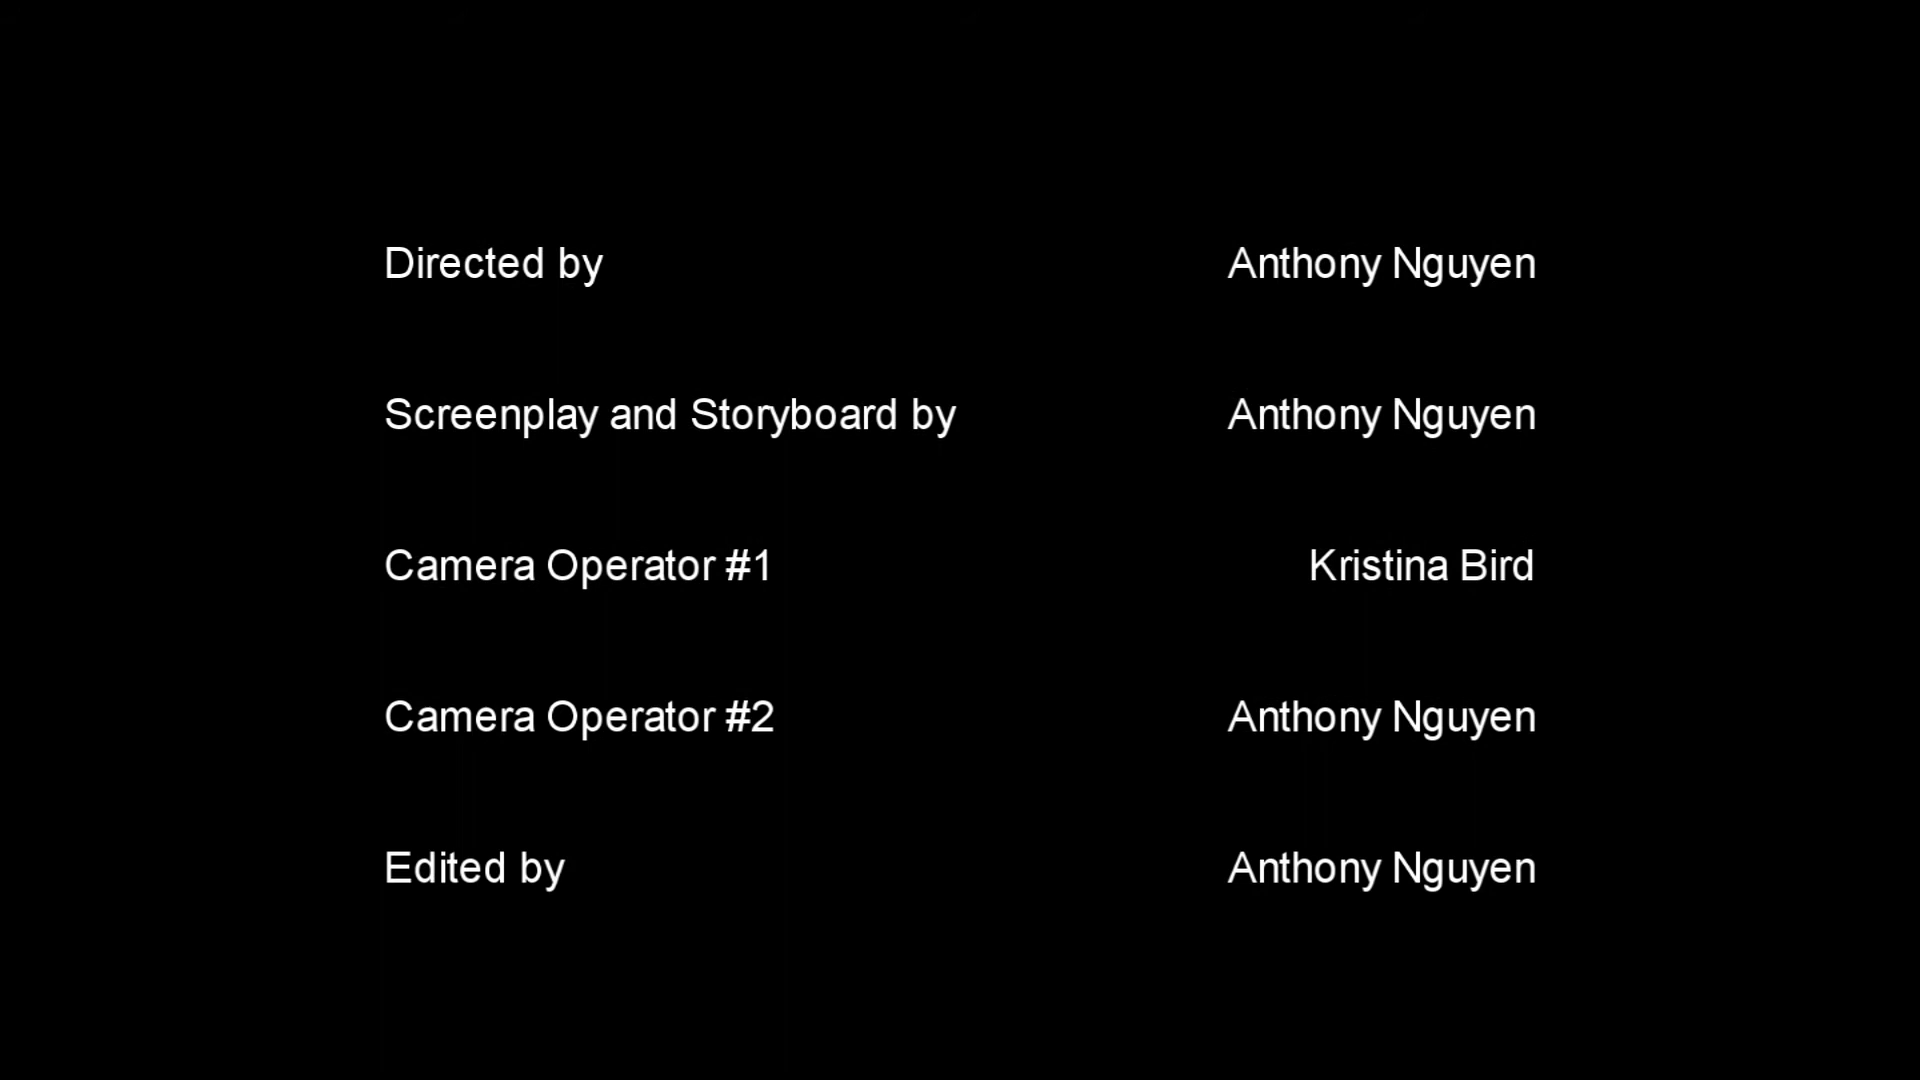 Directed by Anthony Nguyen
Screenplay and Storyboard by Anthony Nguyen
Camera Operator #1 Kristina Bird
Camera Operator #2 Anthony Nguyen
Edited by Anthony Nguyen